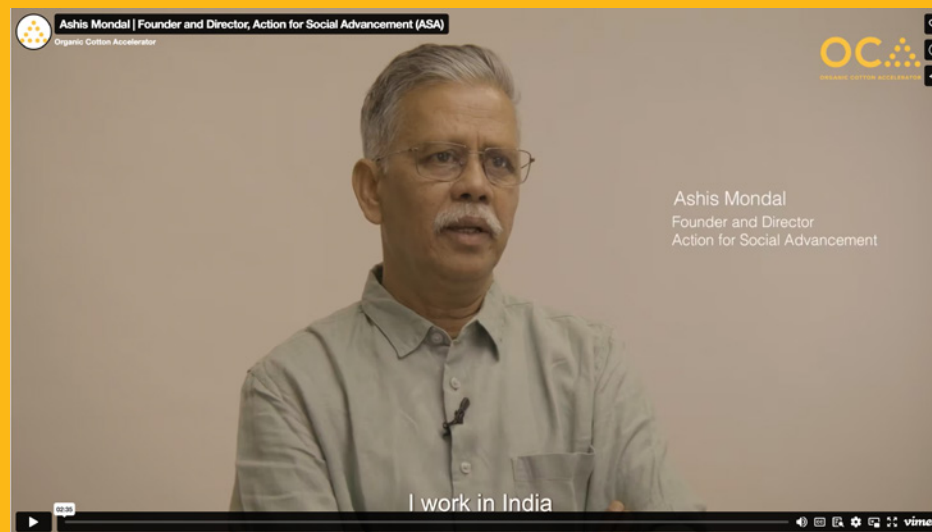 Ashis Mondal | Founder and Director, Action for Social Advancement (ASA)
Organic Cotton Accelerator
OCA
ORGANIC COTTON ACCELERATOR
Ashis Mondal
Founder and Director
Action for Social Advancement
I work in India
02:35
vimeo